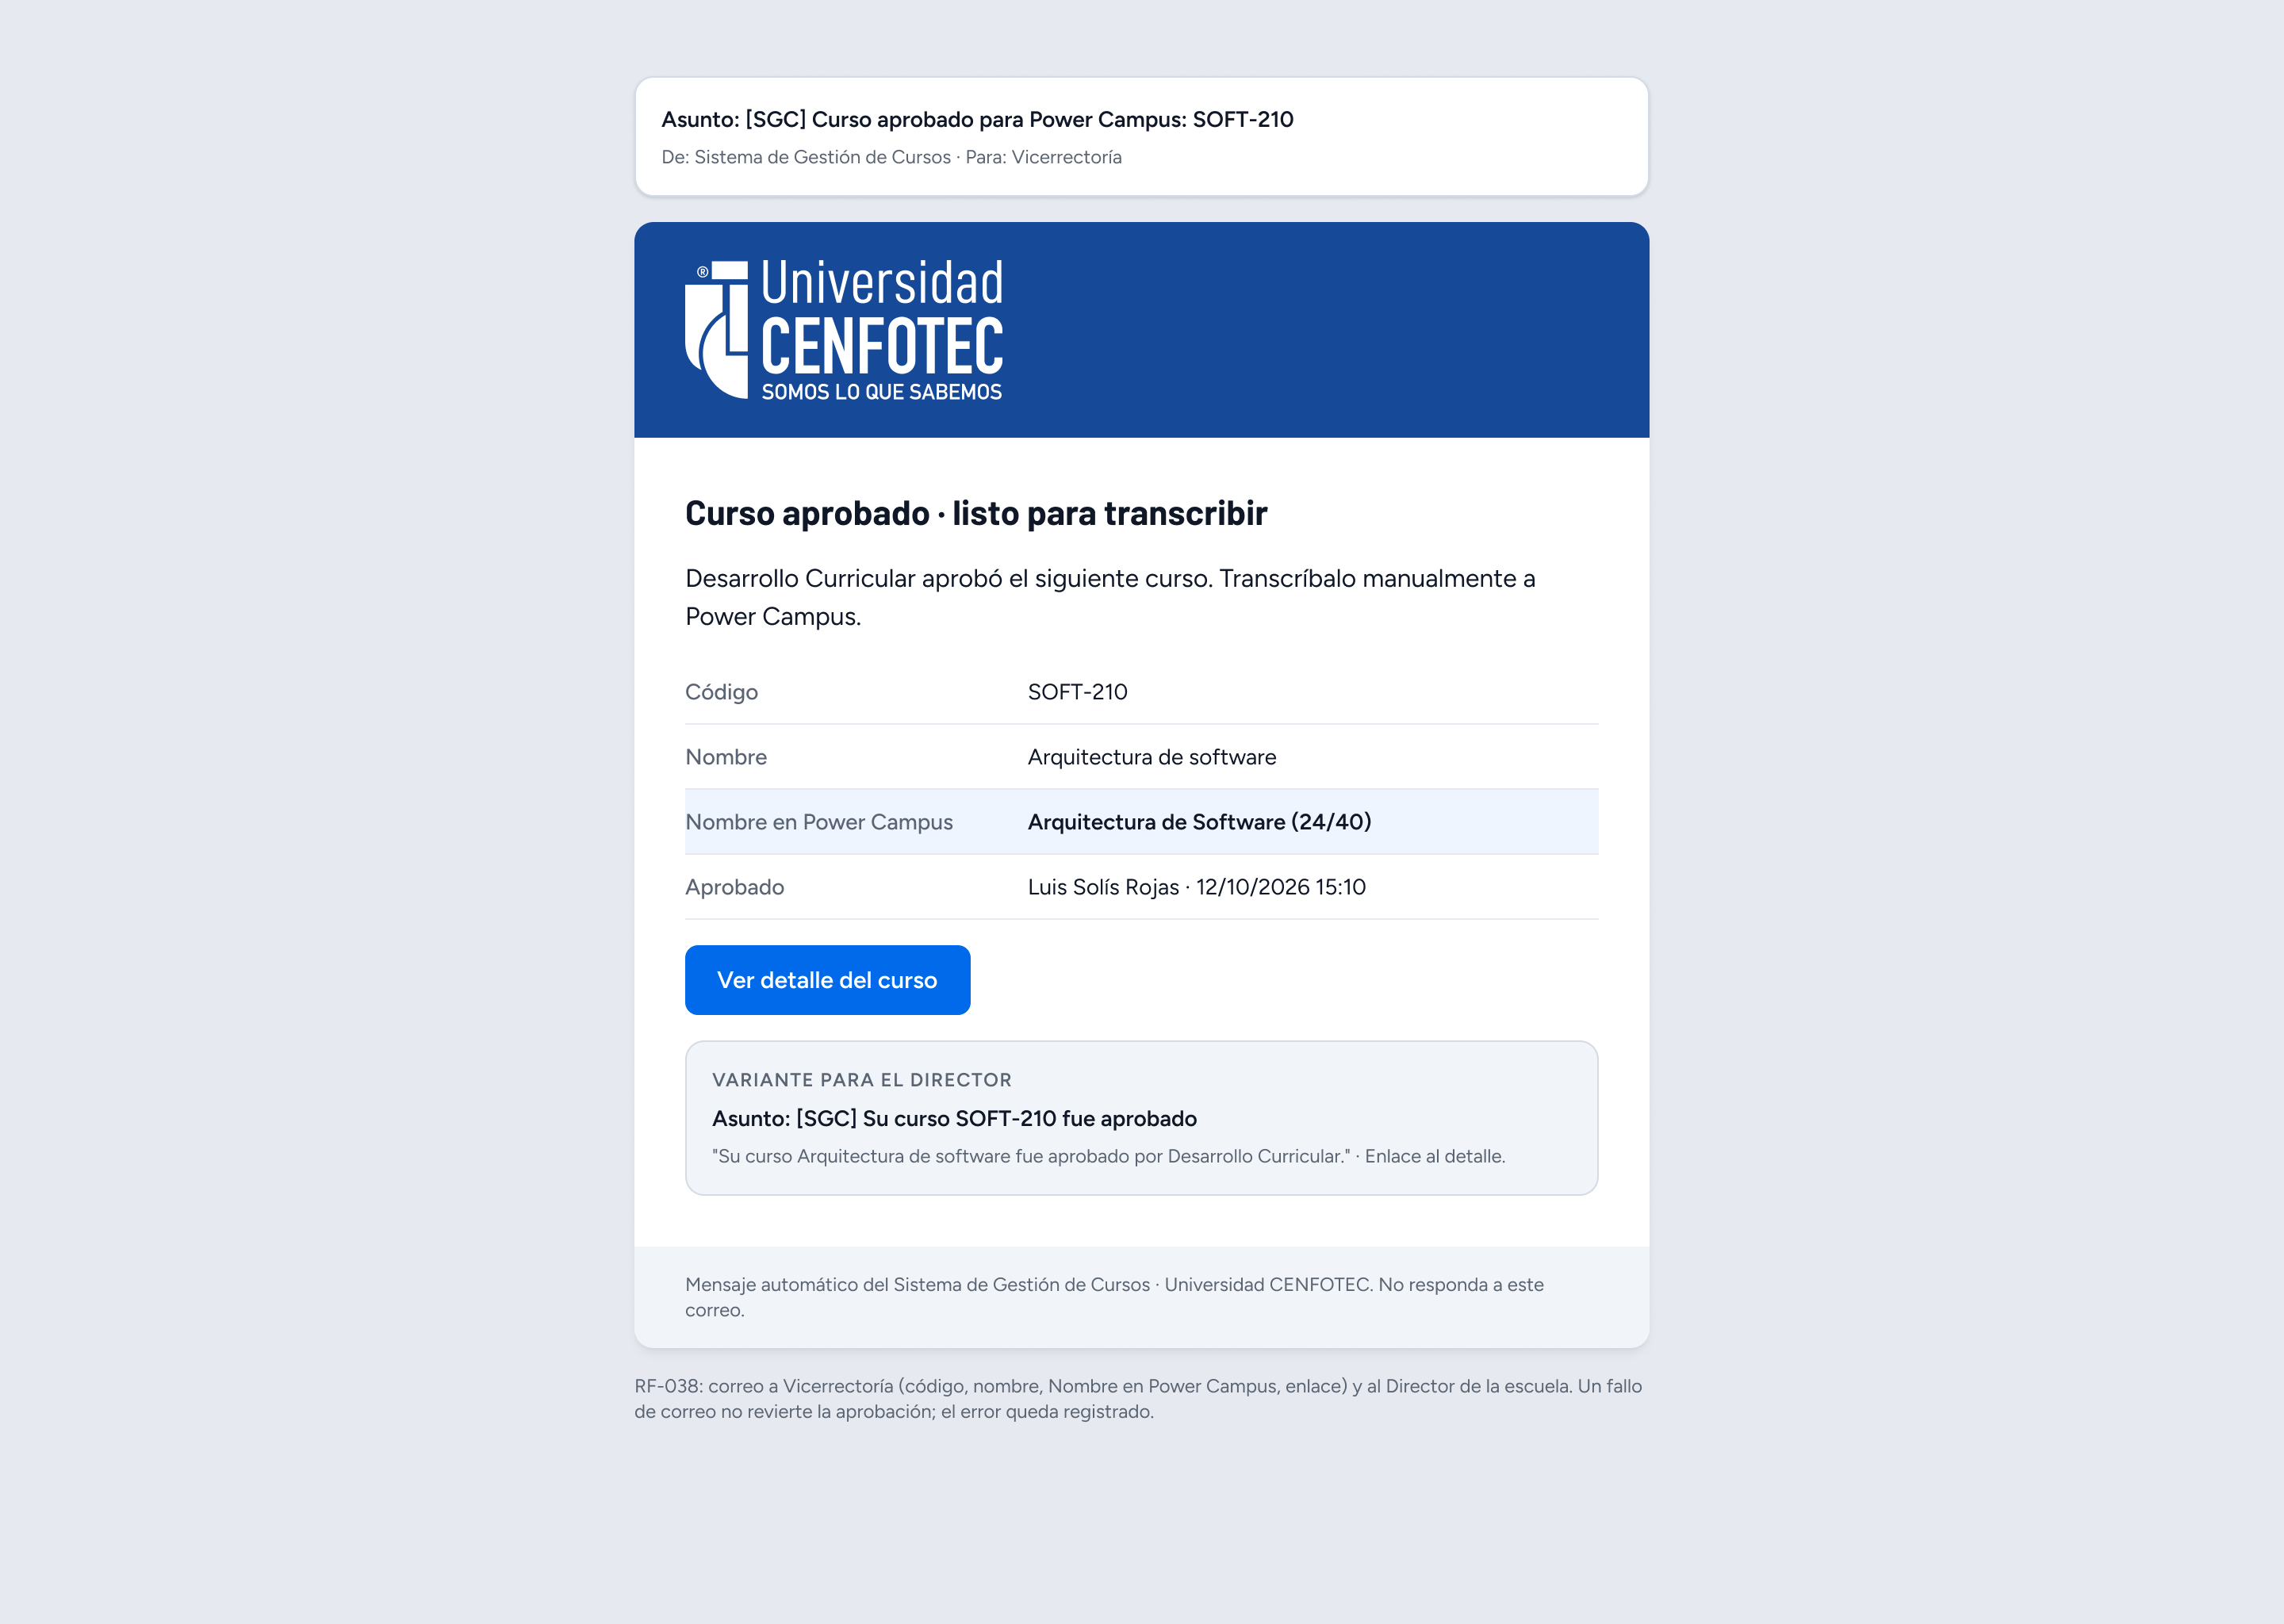 Asunto: [SGC] Curso aprobado para Power Campus: SOFT-210
De: Sistema de Gestión de Cursos · Para: Vicerrectoría
®
Universidad
CENFOTEC
SOMOS LO QUE SABEMOS
Curso aprobado · listo para transcribir
Desarrollo Curricular aprobó el siguiente curso. Transcríbalo manualmente a
Power Campus.
Código SOFT-210
Nombre Arquitectura de software
Nombre en Power Campus Arquitectura de Software (24/40)
Aprobado Luis Solís Rojas · 12/10/2026 15:10
Ver detalle del curso
VARIANTE PARA EL DIRECTOR
Asunto: [SGC] Su curso SOFT-210 fue aprobado
"Su curso Arquitectura de software fue aprobado por Desarrollo Curricular." · Enlace al detalle.
Mensaje automático del Sistema de Gestión de Cursos · Universidad CENFOTEC. No responda a este
correo.
RF-038: correo a Vicerrectoría (código, nombre, Nombre en Power Campus, enlace) y al Director de la escuela. Un fallo
de correo no revierte la aprobación; el error queda registrado.